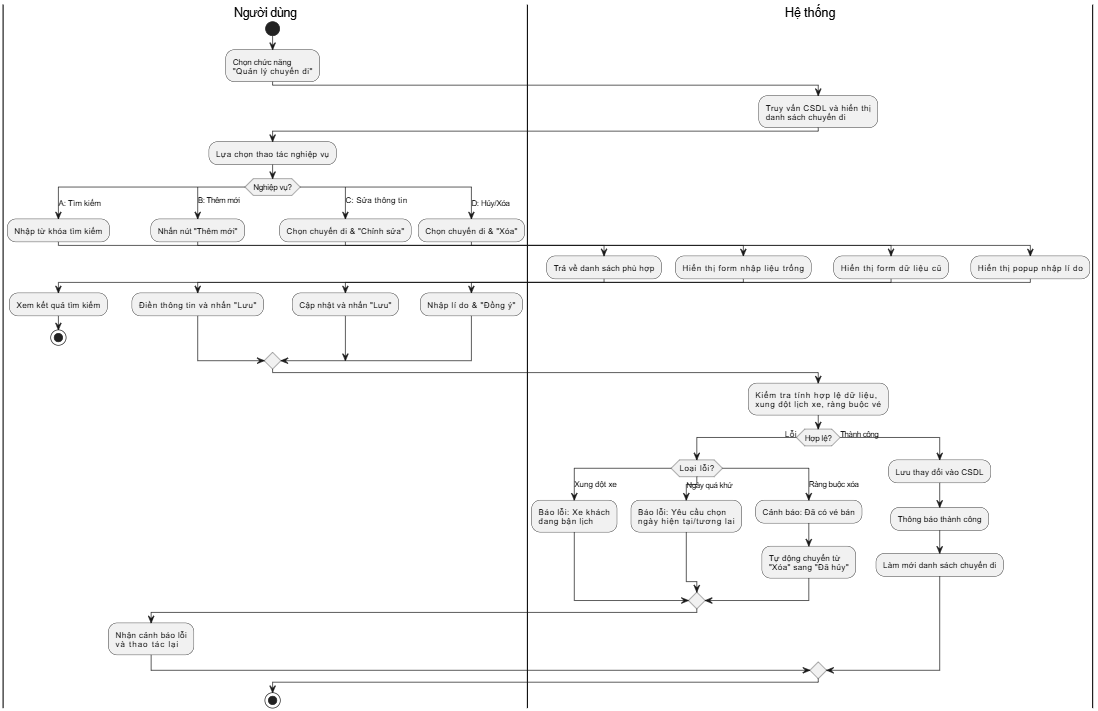 Người dùng
Hệ thống
Chọn chức năng
"Quản lý chuyến đi"
Truy vấn CSDL và hiển thị
danh sách chuyến đi
Lựa chọn thao tác nghiệp vụ
Nghiệp vụ?
A: Tìm kiếm
B: Thêm mới
C: Sửa thông tin
D: Hủy/Xóa
Nhập từ khóa tìm kiếm
Nhấn nút "Thêm mới"
Chọn chuyến đi & "Chỉnh sửa"
Chọn chuyến đi & "Xóa"
Trả về danh sách phù hợp
Hiển thị form nhập liệu trống
Hiển thị form dữ liệu cũ
Hiển thị popup nhập lí do
Xem kết quả tìm kiếm
Điền thông tin và nhấn "Lưu"
Cập nhật và nhấn "Lưu"
Nhập lí do & "Đồng ý"
Kiểm tra tính hợp lệ dữ liệu,
xung đột lịch xe, ràng buộc vé
Lỗi
Hợp lệ?
Thành công
Loại lỗi?
Lưu thay đổi vào CSDL
Xung đột xe
Ngày quá khứ
Ràng buộc xóa
Báo lỗi: Xe khách
đang bận lịch
Báo lỗi: Yêu cầu chọn
ngày hiện tại/tương lai
Cảnh báo: Đã có vé bán
Thông báo thành công
Tự động chuyển từ
"Xóa" sang "Đã hủy"
Làm mới danh sách chuyến đi
Nhận cảnh báo lỗi
và thao tác lại